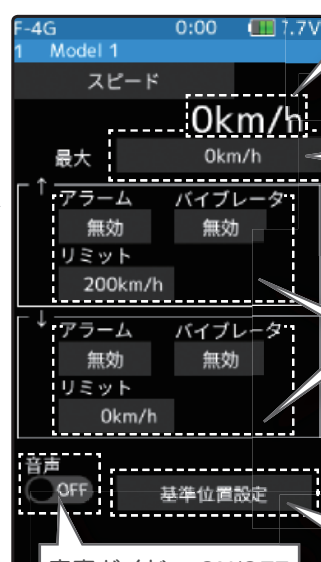 F-4G 0:00 7.7V
1 Model 1
スピード
0km/h
最大 0km/h
↑
アラーム バイブレータ
無効 無効
リミット
200km/h
↓
アラーム バイブレータ
無効 無効
リミット
0km/h
音声
OFF 基準位置設定